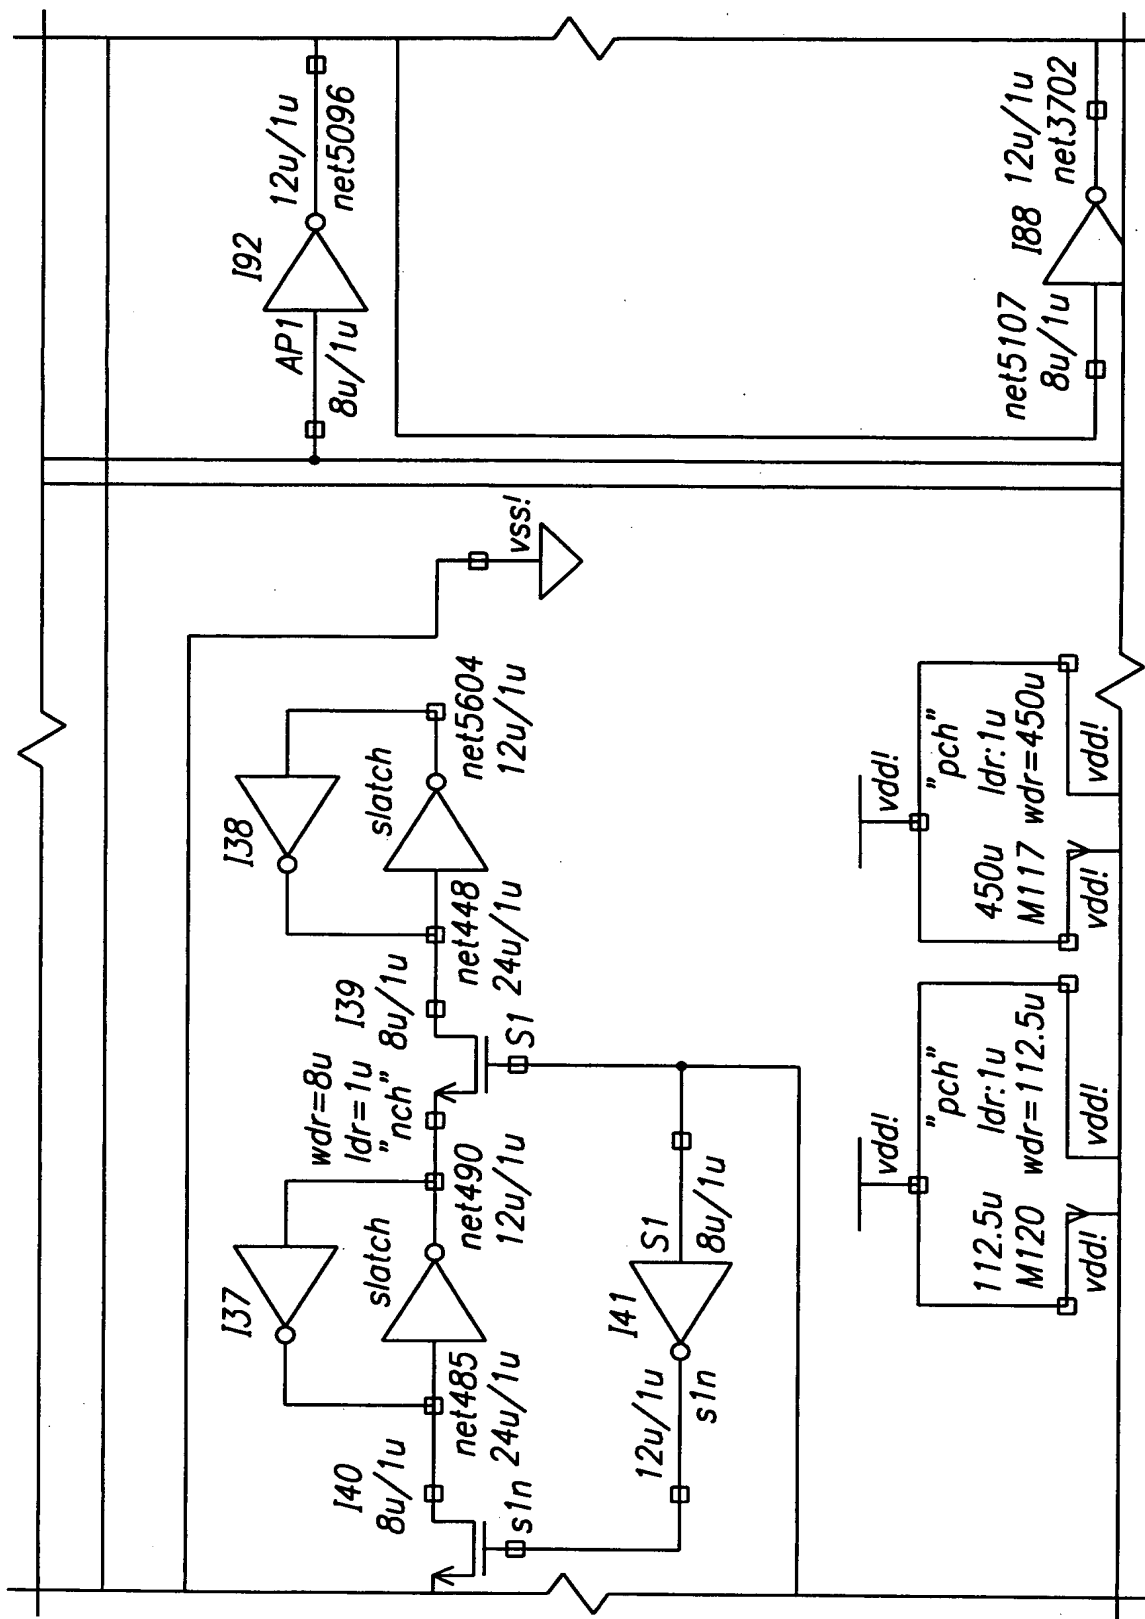 I92
AP1
8u/1u
12u/1u
net5096
net5107
8u/1u
I88
12u/1u
net3702
I37
slatch
I38
slatch
I40
8u/1u
s1n
net485
24u/1u
net490
12u/1u
wdr=8u
ldr=1u
"nch"
I39
8u/1u
S1
net448
24u/1u
net5604
12u/1u
vss!
12u/1u
s1n
I41
S1
8u/1u
vdd!
"pch"
ldr:1u
wdr=112.5u
112.5u
M120
vdd!
vdd!
vdd!
"pch"
ldr:1u
wdr=450u
450u
M117
vdd!
vdd!